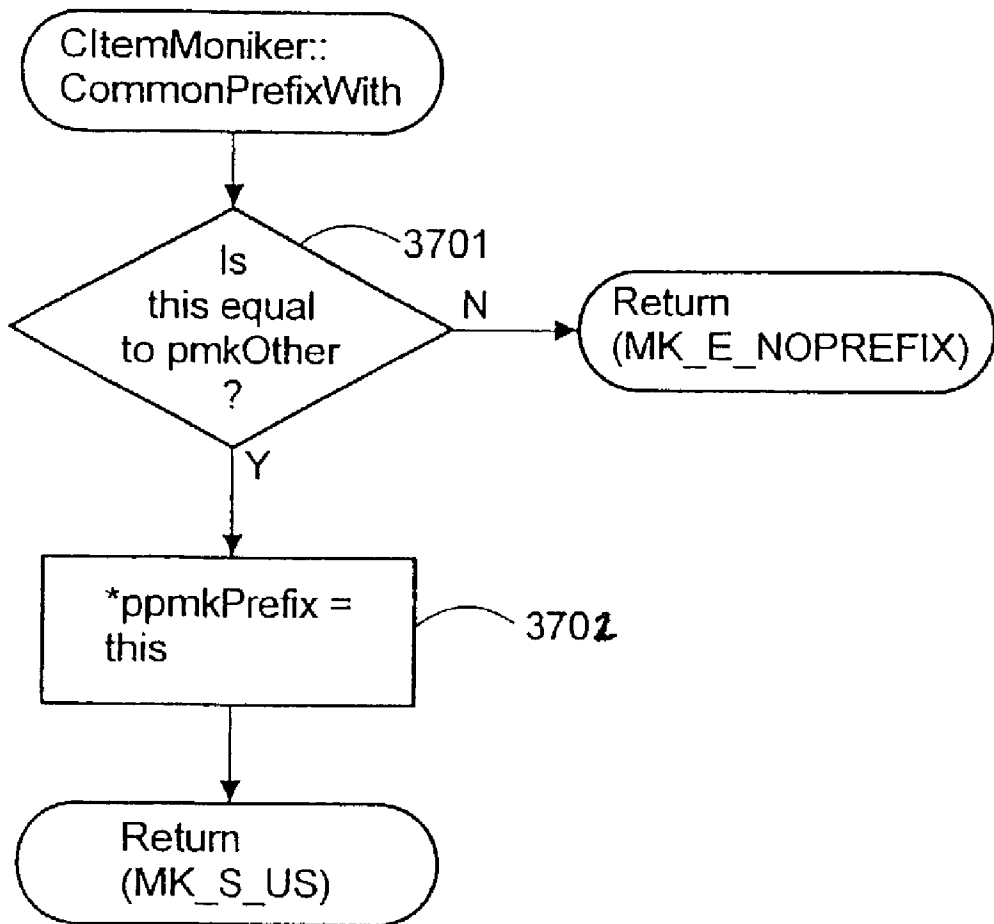 CItemMoniker::
CommonPrefixWith
3701
Is
this equal
to pmkOther
?
N
Return
(MK_E_NOPREFIX)
Y
*ppmkPrefix =
this
3702
Return
(MK_S_US)